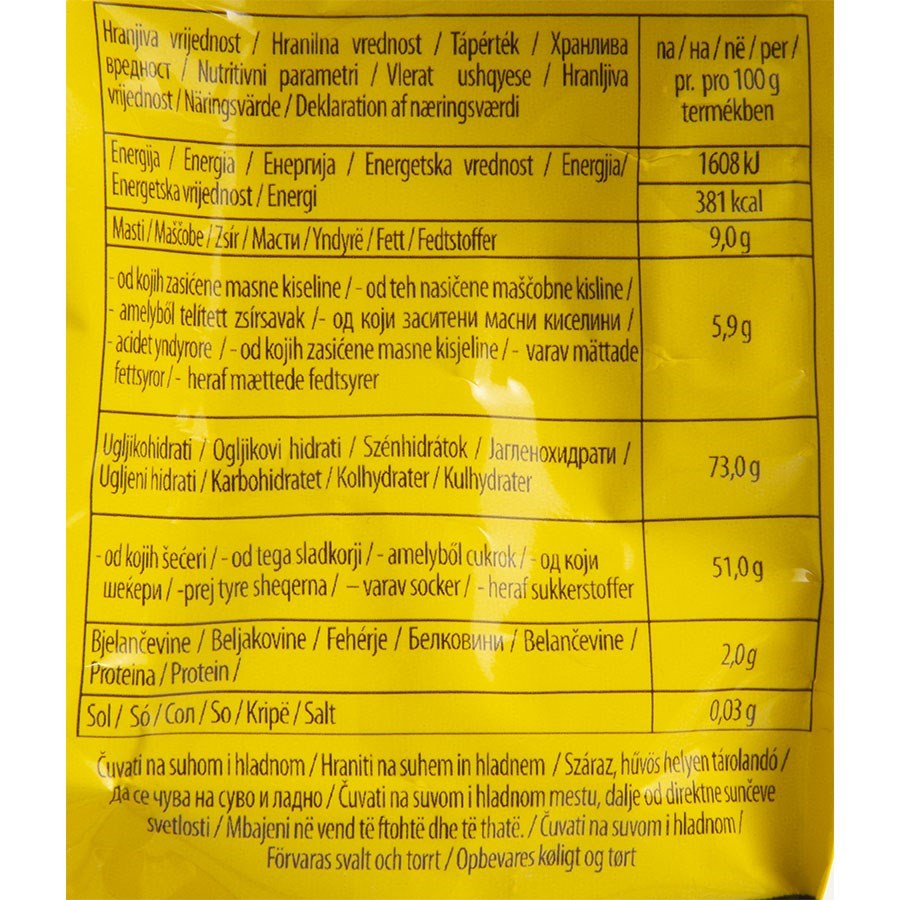 Hranjiva vrijednost / Hranilna vrednost / Tápérték / Хранлива
вредност / Nutritivni parametri / Vlerat ushqyese / Hranljiva
vrijednost / Näringsvärde / Deklaration af næringsværdi
na / на / në / per /
pr. pro 100 g
termékben
Energija / Energia / Енергија / Energetska vrednost / Energjia/
Energetska vrijednost / Energi
1608 kJ
381 kcal
Masti / Maščobe / Zsír / Масти / Yndyrë / Fett / Fedtstoffer
9,0 g
- od kojih zasićene masne kiseline / - od teh nasičene maščobne kisline /
- amelyből telített zsírsavak /- од кои заситени масни киселини /
- acidet yndyrore / - od kojih zasićene masne kisjeline / - varav mättade
fettsyror / - heraf mættede fedtsyrer
5,9 g
Ugljikohidrati / Ogljikovi hidrati / Szénhidrátok / Јагленохидрати /
Ugljeni hidrati / Karbohidratet / Kolhydrater / Kulhydrater
73,0 g
- od kojih šećeri / - od tega sladkorji / - amelyből cukrok / - од који
шеќери / -prej tyre sheqerna / – varav socker / - heraf sukkerstoffer
51,0 g
Bjelančevine / Beljakovine / Fehérje / Белковини / Belančevine /
Proteina / Protein /
2,0 g
Sol / Só / Сол / So / Kripë / Salt
0,03 g
Čuvati na suhom i hladnom / Hraniti na suhem in hladnem / Száraz, hűvös helyen tárolandó /
Да се чува на суво и ладно / Čuvati na suvom i hladnom mestu, dalje od direktne sunčeve
svetlosti / Mbajeni në vend të ftohtë dhe të thatë. / Čuvati na suvom i hladnom /
Förvaras svalt och torrt / Opbevares køligt og tørt